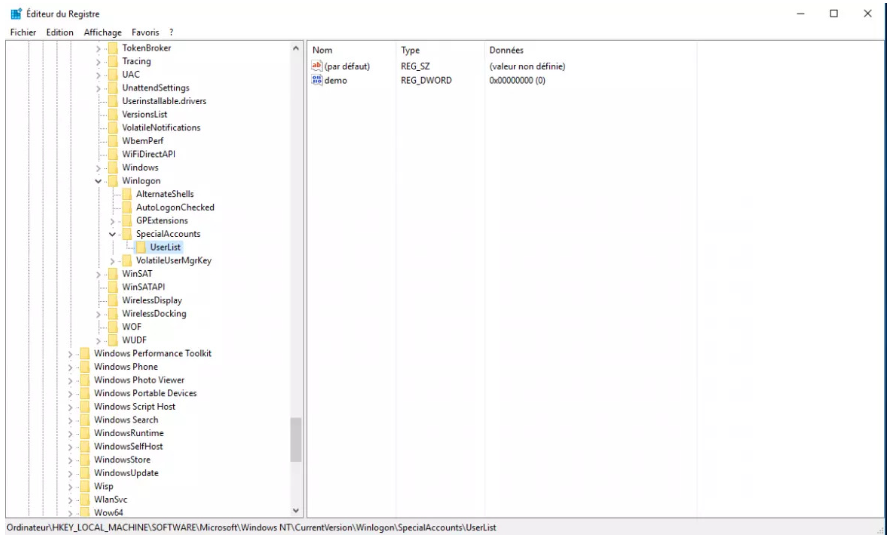 Éditeur du Registre
Fichier Edition Affichage Favoris ?
TokenBroker
Tracing
UAC
UnattendSettings
Userinstallable.drivers
VersionsList
VolatileNotifications
WbemPerf
WiFiDirectAPI
Windows
Winlogon
AlternateShells
AutoLogonChecked
GPExtensions
SpecialAccounts
UserList
VolatileUserMgrKey
WinSAT
WinSATAPI
WirelessDisplay
WirelessDocking
WOF
WUDF
Windows Performance Toolkit
Windows Phone
Windows Photo Viewer
Windows Portable Devices
Windows Script Host
Windows Search
WindowsRuntime
WindowsSelfHost
WindowsStore
WindowsUpdate
Wisp
WlanSvc
Wow64
Nom Type Données
(par défaut) REG_SZ (valeur non définie)
demo REG_DWORD 0x00000000 (0)
Ordinateur\HKEY_LOCAL_MACHINE\SOFTWARE\Microsoft\Windows NT\CurrentVersion\Winlogon\SpecialAccounts\UserList